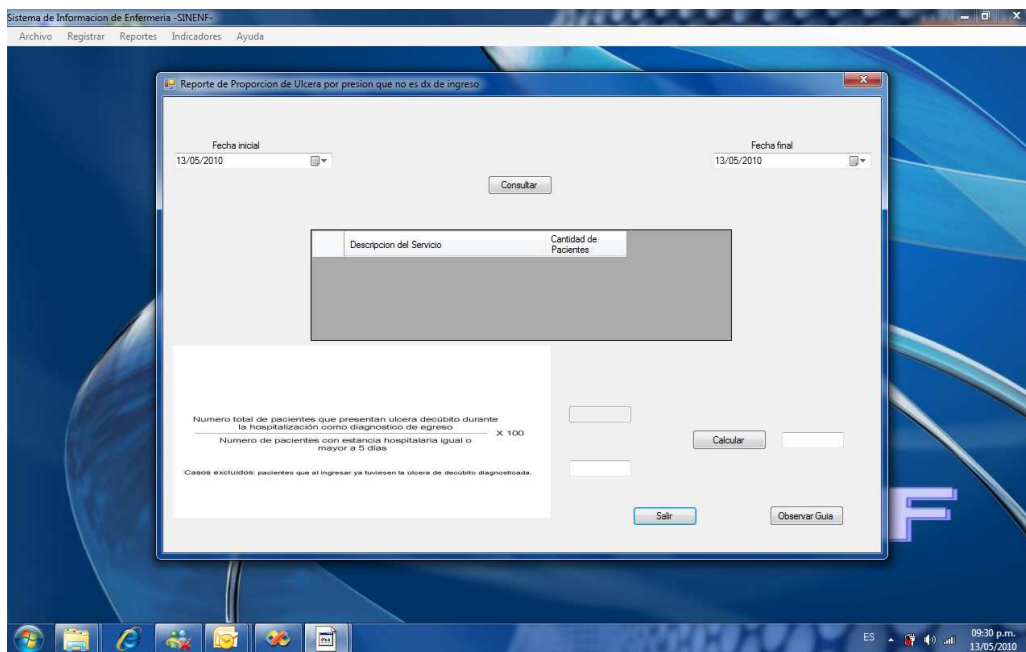 Sistema de Informacion de Enfermeria -SINENF-
Archivo Registrar Reportes Indicadores Ayuda
Reporte de Proporcion de Ulcera por presion que no es dx de ingreso
Fecha inicial
Fecha final
13/05/2010
13/05/2010
Consultar
Descripcion del Servicio
Cantidad de
Pacientes
Numero total de pacientes que presentan ulcera decúbito durante
la hospitalización como diagnostico de egreso
X 100
Numero de pacientes con estancia hospitalaria igual o
mayor a 5 días
Casos excluidos: pacientes que al ingresar ya tuviesen la úlcera de decúbito diagnosticada.
Calcular
Salir
Observar Guia
F
ES
09:30 p.m.
13/05/2010